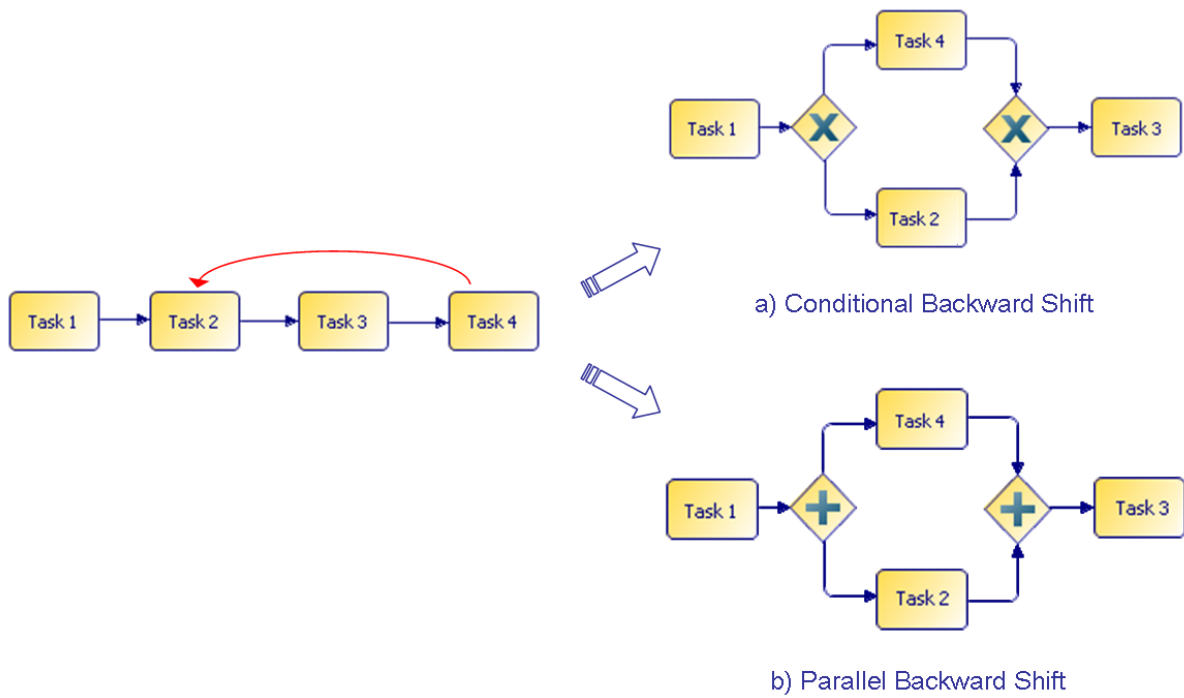 Task 1
Task 2
Task 3
Task 4
Task 1
X
Task 4
Task 2
X
Task 3
a) Conditional Backward Shift
Task 1
Task 4
Task 2
Task 3
b) Parallel Backward Shift